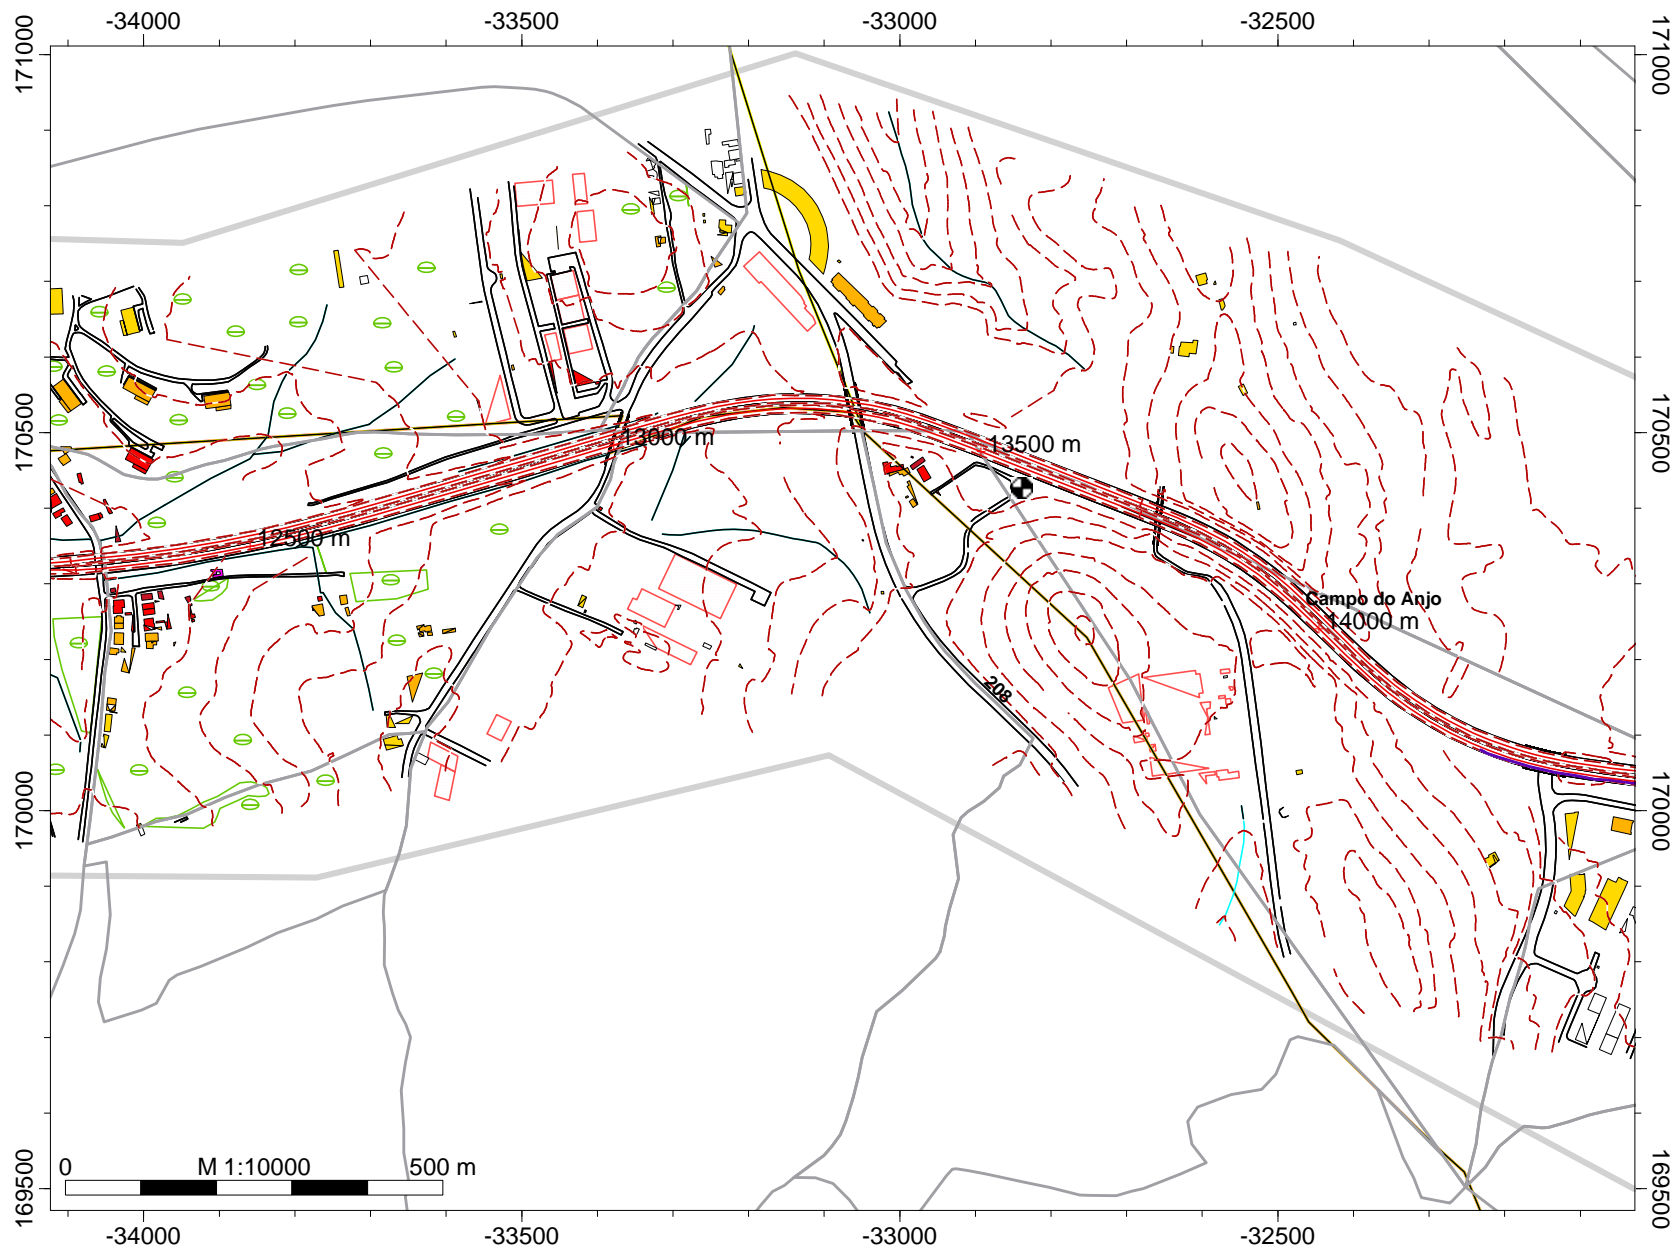 -34000 -33500 -33000 -32500
171000 171000
170500 170500
13000 m
13500 m
12500 m
Campo do Anjo
14000 m
208
170000 170000
0 M 1:10000 500 m
169500 169500
-34000 -33500 -33000 -32500